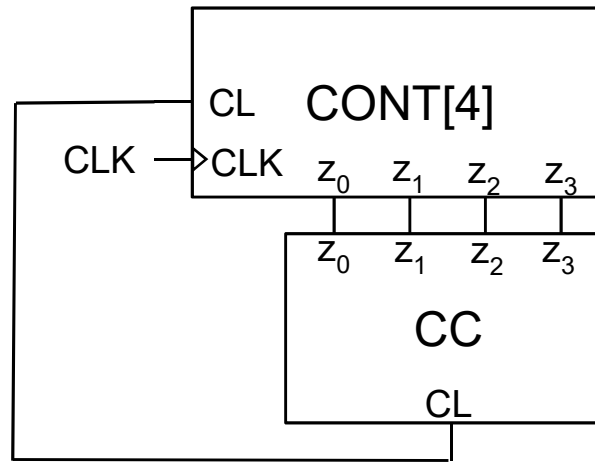 CL CONT[4]
CLK CLK
z₀ z₁ z₂ z₃
z₀ z₁ z₂ z₃
CC
CL